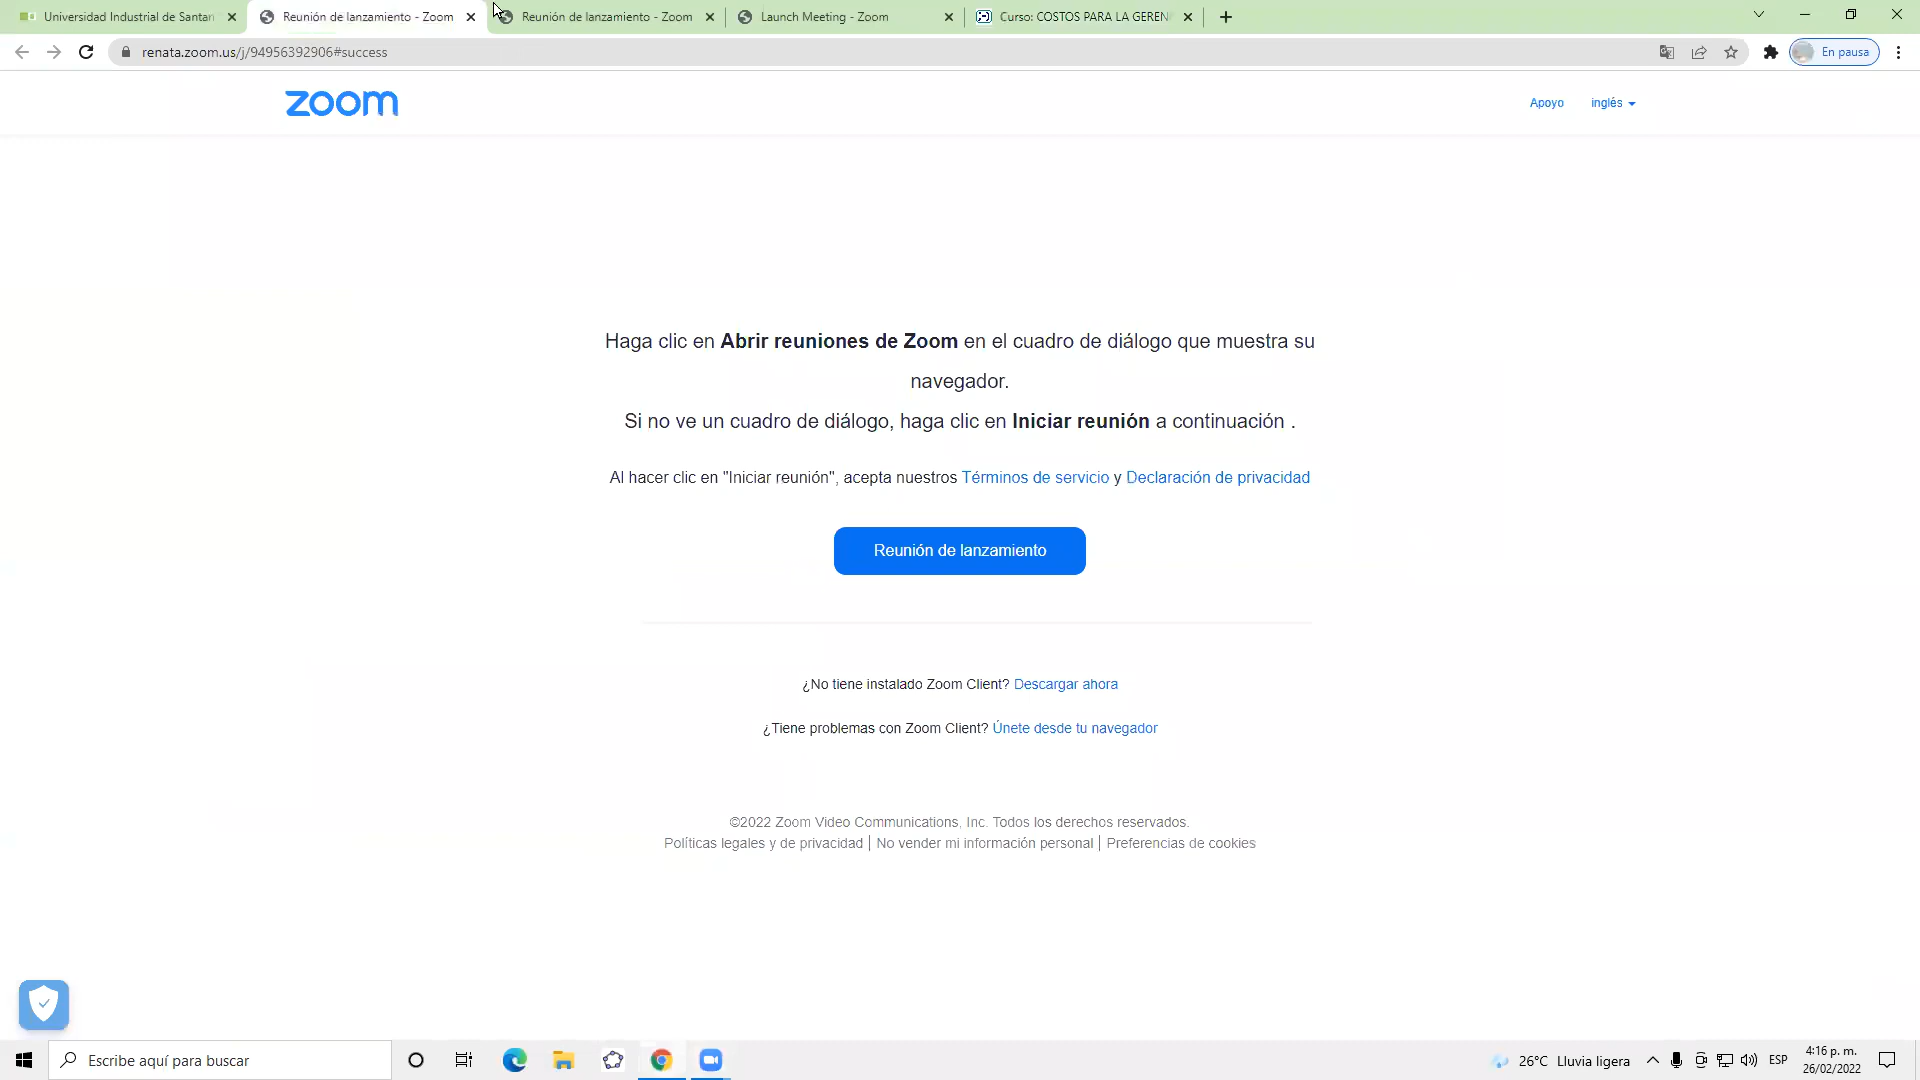 Universidad Industrial de Santan
Reunión de lanzamiento - Zoom
Reunión de lanzamiento - Zoom
Launch Meeting - Zoom
Curso: COSTOS PARA LA GEREN
renata.zoom.us/j/94956392906#success
En pausa
zoom
Apoyo
inglés
Haga clic en Abrir reuniones de Zoom en el cuadro de diálogo que muestra su
navegador.
Si no ve un cuadro de diálogo, haga clic en Iniciar reunión a continuación .
Al hacer clic en "Iniciar reunión", acepta nuestros Términos de servicio y Declaración de privacidad
Reunión de lanzamiento
¿No tiene instalado Zoom Client? Descargar ahora
¿Tiene problemas con Zoom Client? Únete desde tu navegador
©2022 Zoom Video Communications, Inc. Todos los derechos reservados.
Políticas legales y de privacidad | No vender mi información personal | Preferencias de cookies
Escribe aquí para buscar
26°C Lluvia ligera
ESP
4:16 p. m.
26/02/2022